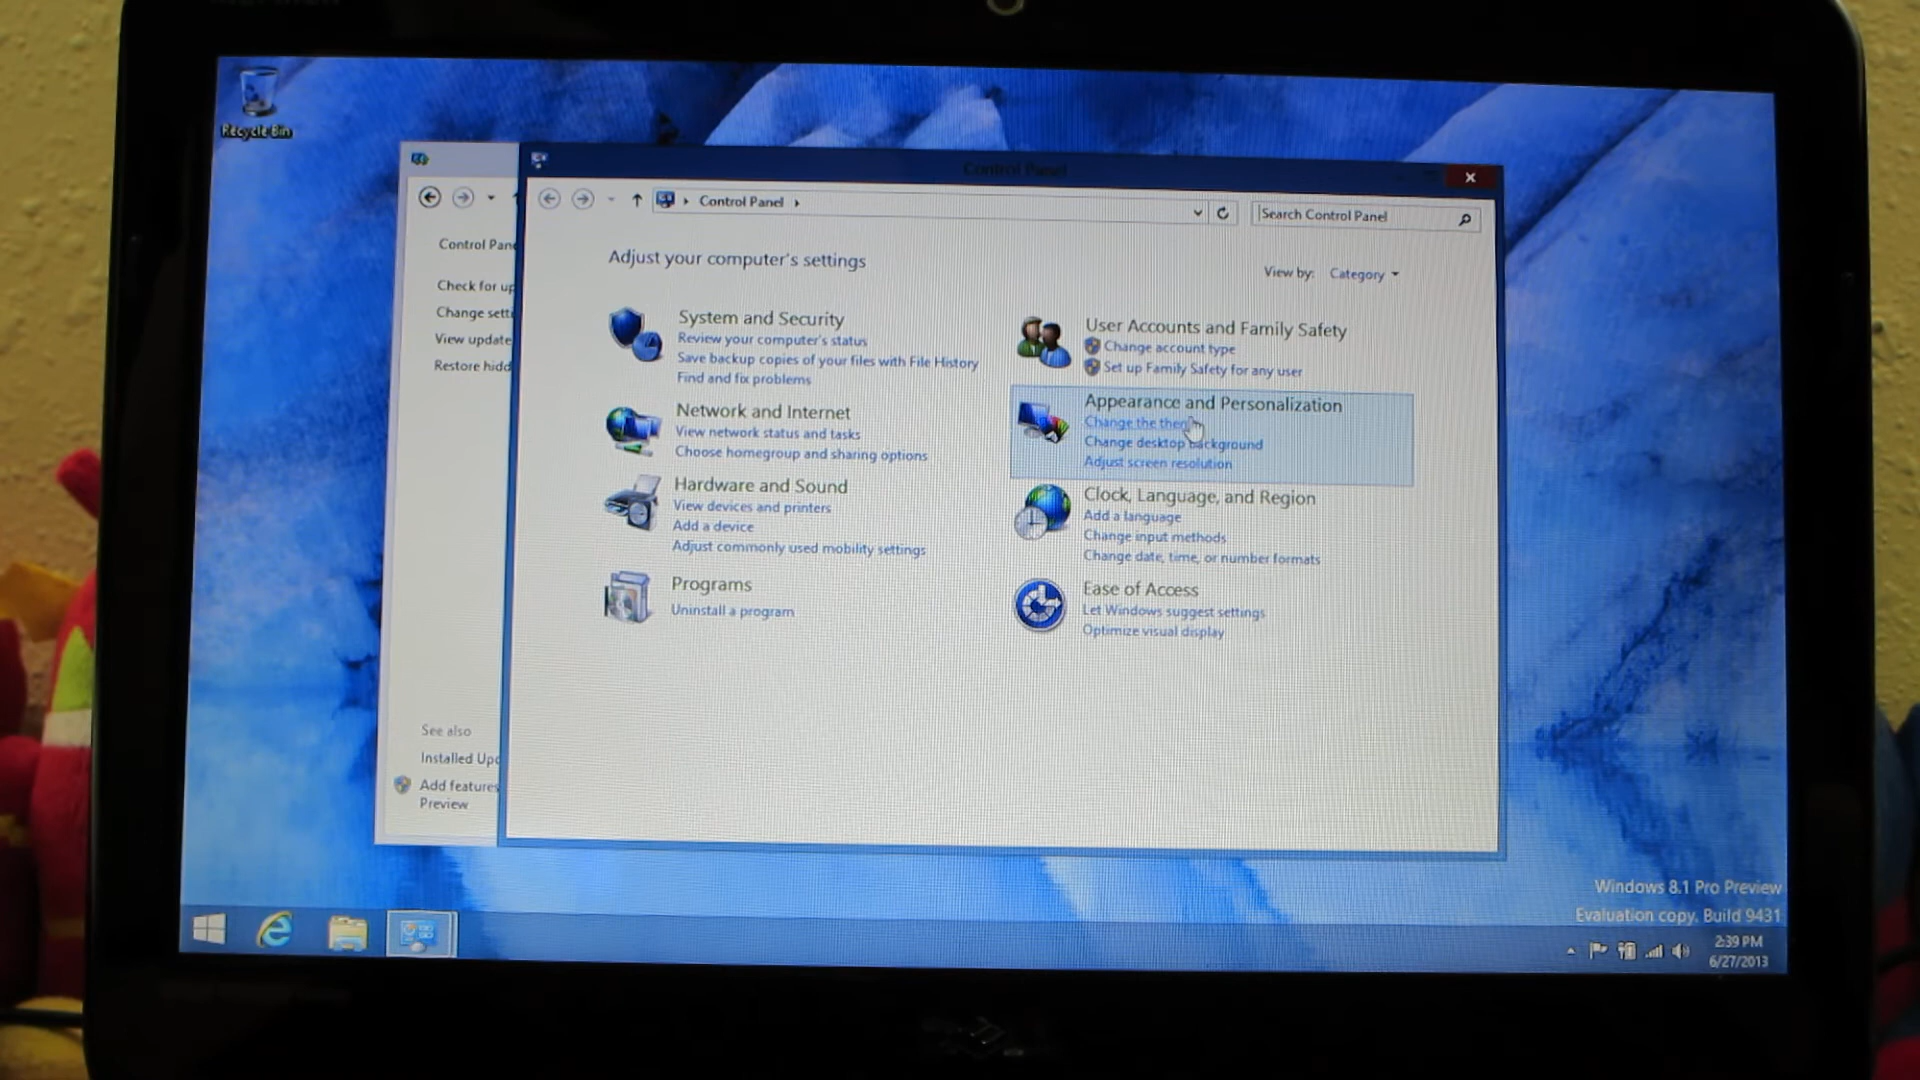 Recycle Bin
Control Panel
Control Panel
Search Control Panel
Control Pan
Check for up
Change sett
View update
Restore hidd
See also
Installed Upd
Add features
Preview
Adjust your computer's settings
View by: Category
System and Security
Review your computer's status
Save backup copies of your files with File History
Find and fix problems
Network and Internet
View network status and tasks
Choose homegroup and sharing options
Hardware and Sound
View devices and printers
Add a device
Adjust commonly used mobility settings
Programs
Uninstall a program
User Accounts and Family Safety
Change account type
Set up Family Safety for any user
Appearance and Personalization
Change the them
Change desktop background
Adjust screen resolution
Clock, Language, and Region
Add a language
Change input methods
Change date, time, or number formats
Ease of Access
Let Windows suggest settings
Optimize visual display
Windows 8.1 Pro Preview
Evaluation copy. Build 9431
2:39 PM
6/27/2013